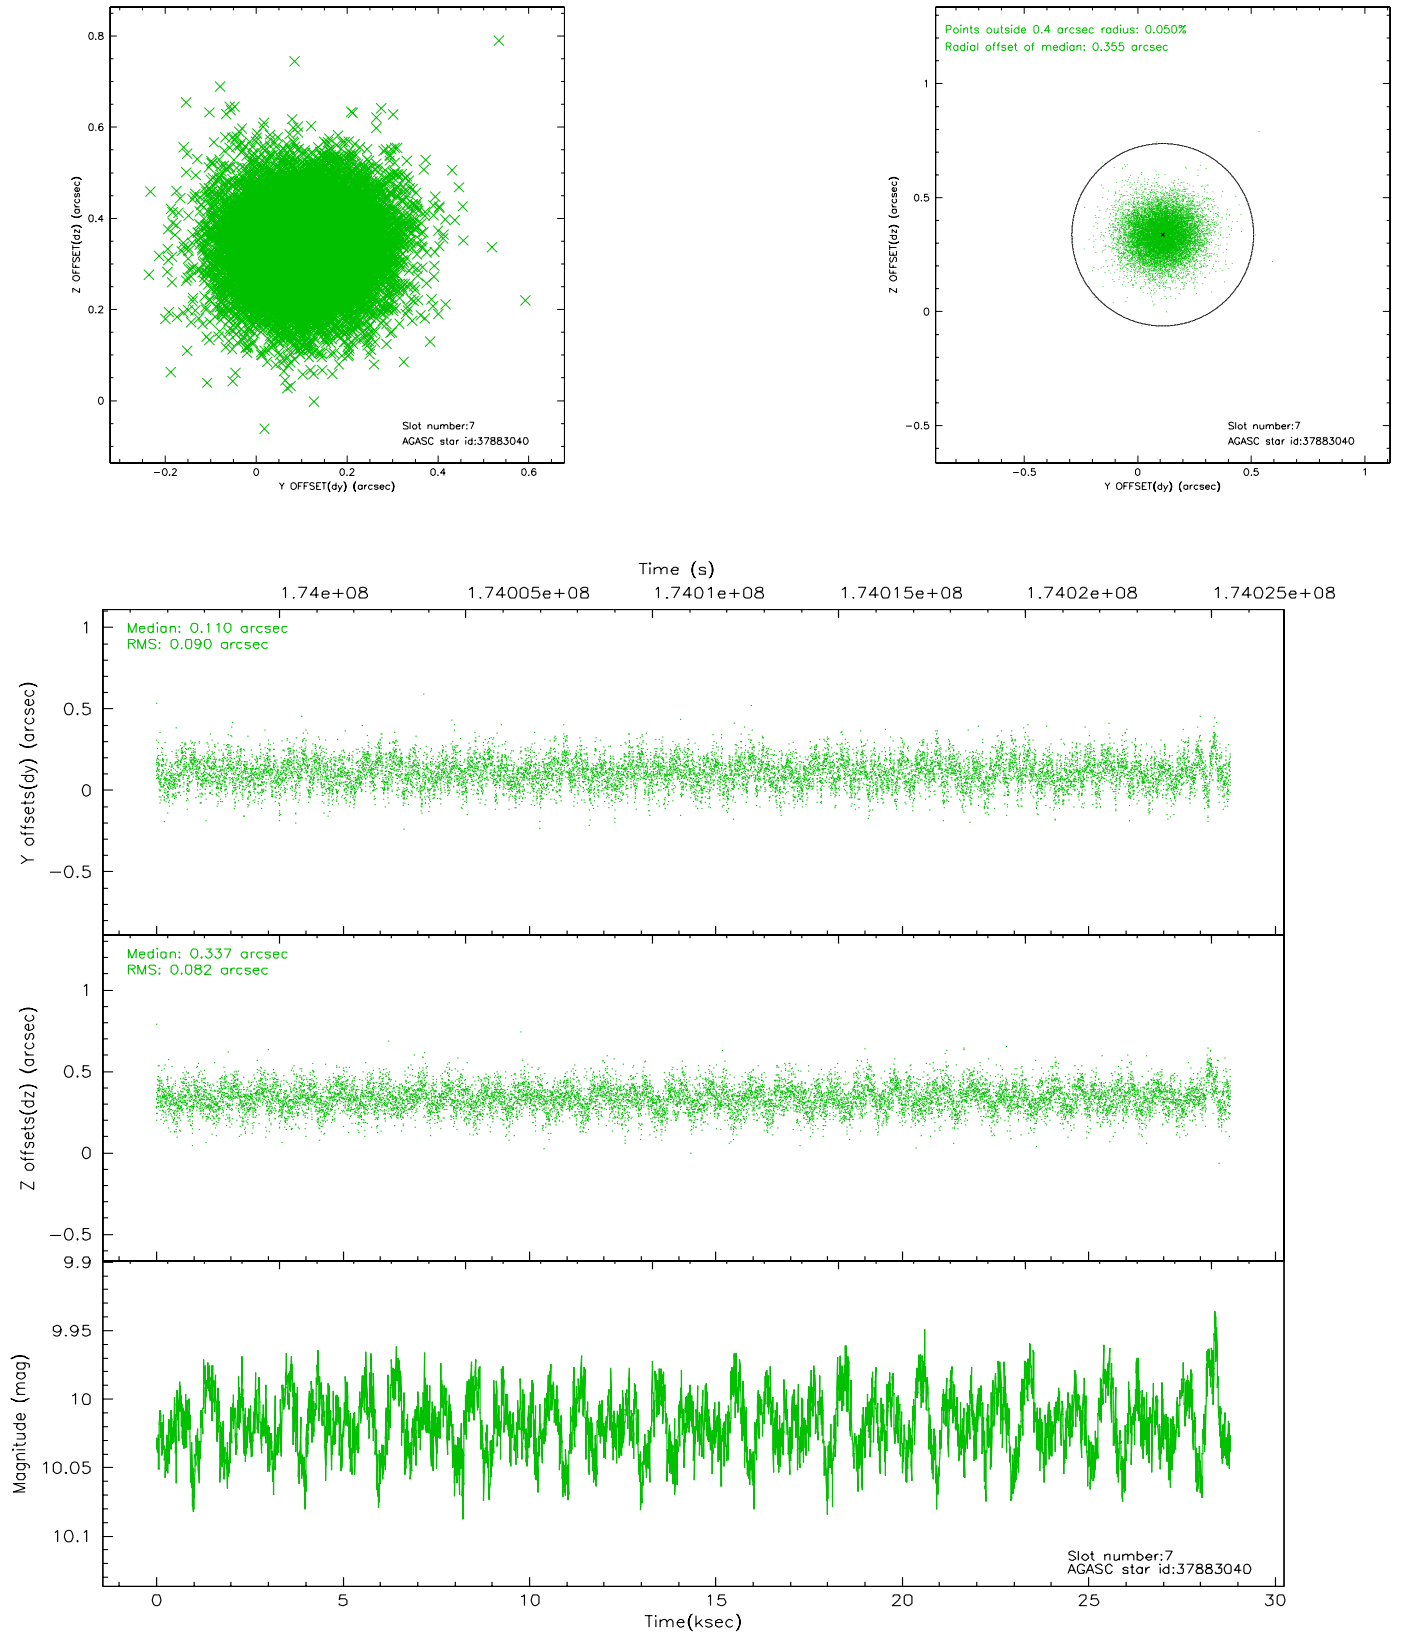 0.8
0.6
0.4
0.2
0
Z OFFSET(dz) (arcsec)
Slot number:7
AGASC star id:37883040
−0.2 0 0.2 0.4 0.6
Y OFFSET(dy) (arcsec)
Points outside 0.4 arcsec radius: 0.050%
Radial offset of median: 0.355 arcsec
1
0.5
0
−0.5
Z OFFSET(dz) (arcsec)
Slot number:7
AGASC star id:37883040
−0.5 0 0.5 1
Y OFFSET(dy) (arcsec)
Time (s)
1.74e+08 1.74005e+08 1.7401e+08 1.74015e+08 1.7402e+08 1.74025e+08
Median: 0.110 arcsec
RMS: 0.090 arcsec
1
0.5
0
−0.5
Y offsets(dy) (arcsec)
Median: 0.337 arcsec
RMS: 0.082 arcsec
1
0.5
0
−0.5
Z offsets(dz) (arcsec)
9.9
9.95
10
10.05
10.1
Magnitude (mag)
Slot number:7
AGASC star id:37883040
0 5 10 15 20 25 30
Time(ksec)